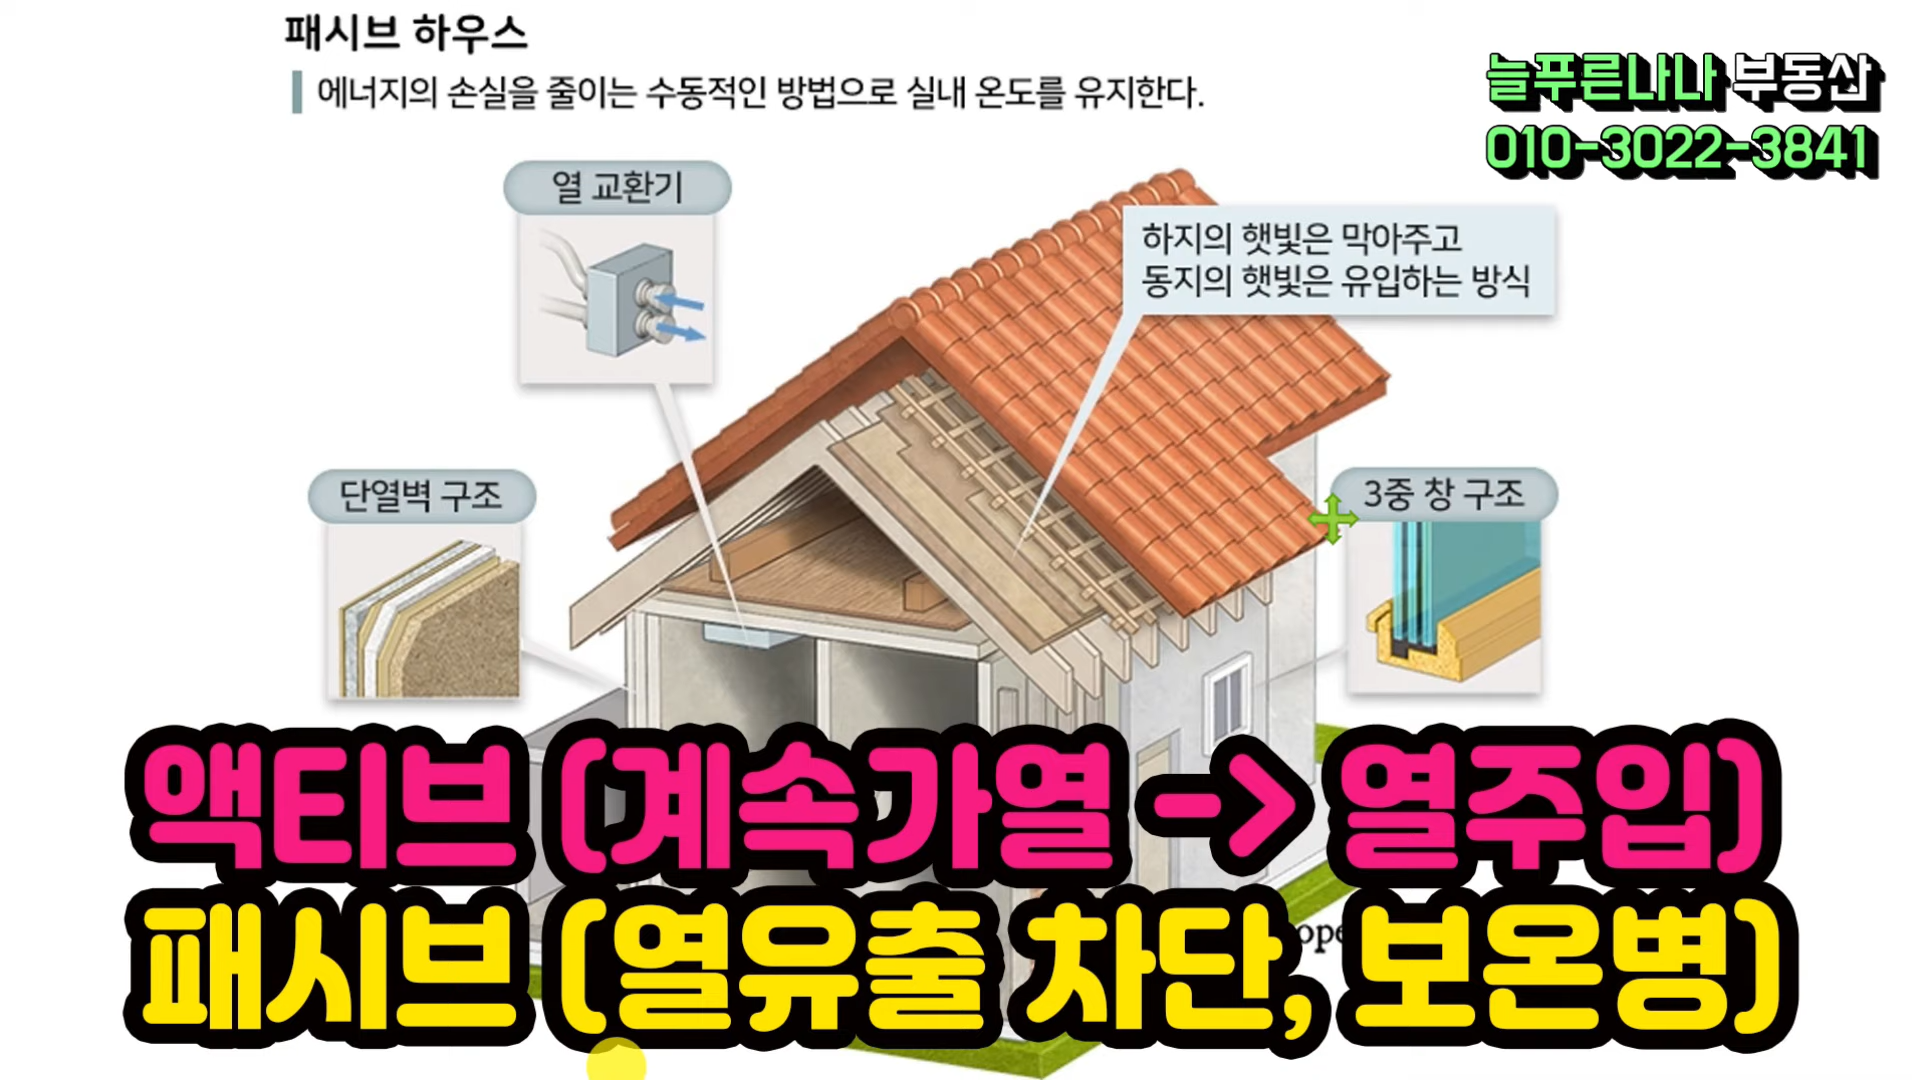 패시브 하우스
에너지의 손실을 줄이는 수동적인 방법으로 실내 온도를 유지한다.
늘푸른나나 부동산
010-3022-3841
열 교환기
하지의 햇빛은 막아주고
동지의 햇빛은 유입하는 방식
단열벽 구조
3중 창 구조
액티브 (계속가열 -> 열주입)
패시브 (열유출 차단, 보온병)